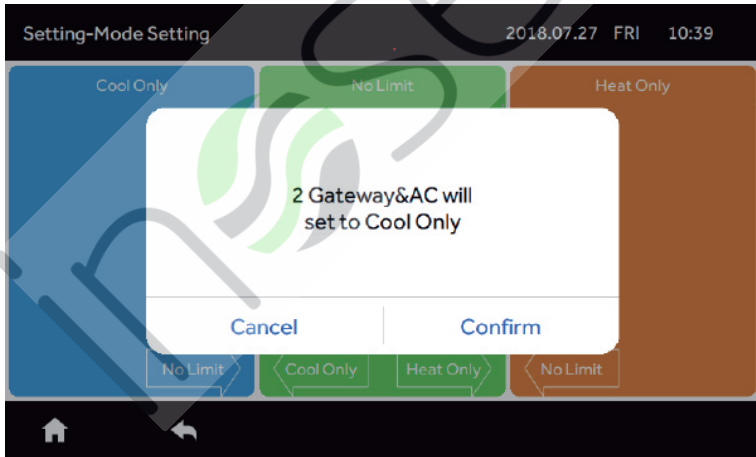 Setting-Mode Setting 2018.07.27 FRI 10:39
Cool Only No Limit Heat Only
2 Gateway&AC will
set to Cool Only
Cancel Confirm
No Limit Cool Only Heat Only No Limit